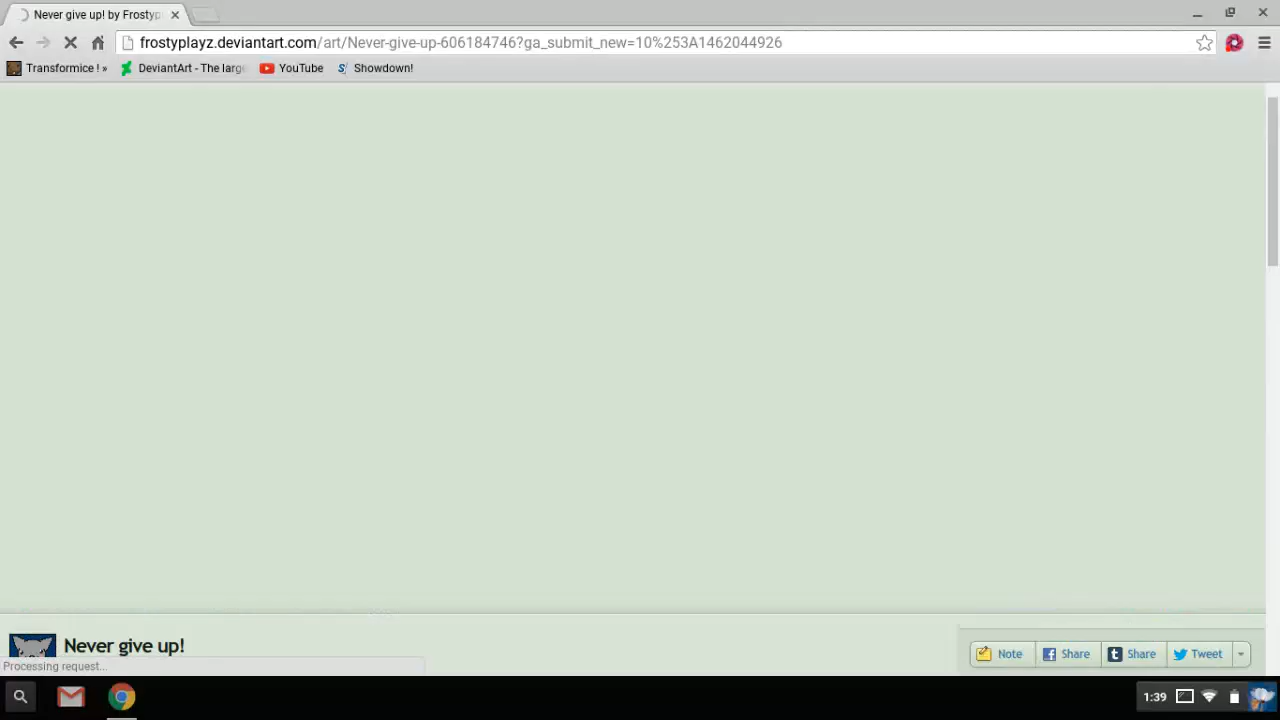 Never give up! by Frostyp
frostyplayz.deviantart.com/art/Never-give-up-606184746?ga_submit_new=10%253A1462044926
Transformice ! » DeviantArt - The large YouTube Showdown!
Never give up!
Note Share Share Tweet
Processing request...
1:39